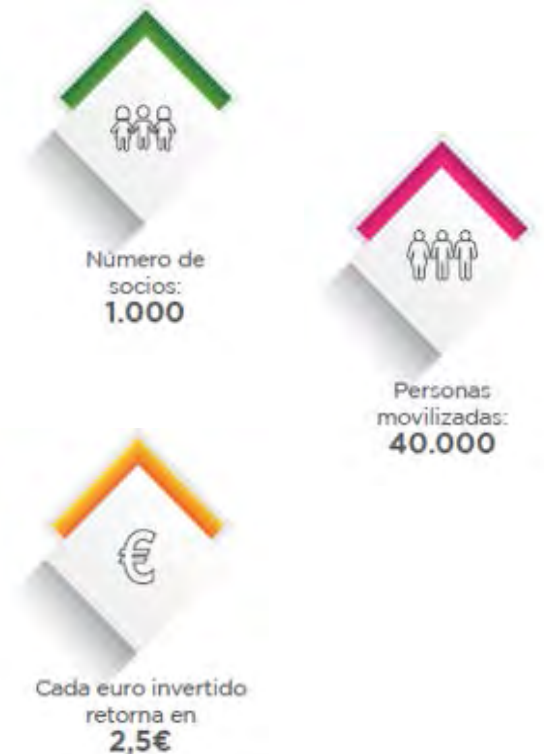 Número de
socios:
1.000
Personas
movilizadas:
40.000
€
Cada euro invertido
retorna en
2,5€